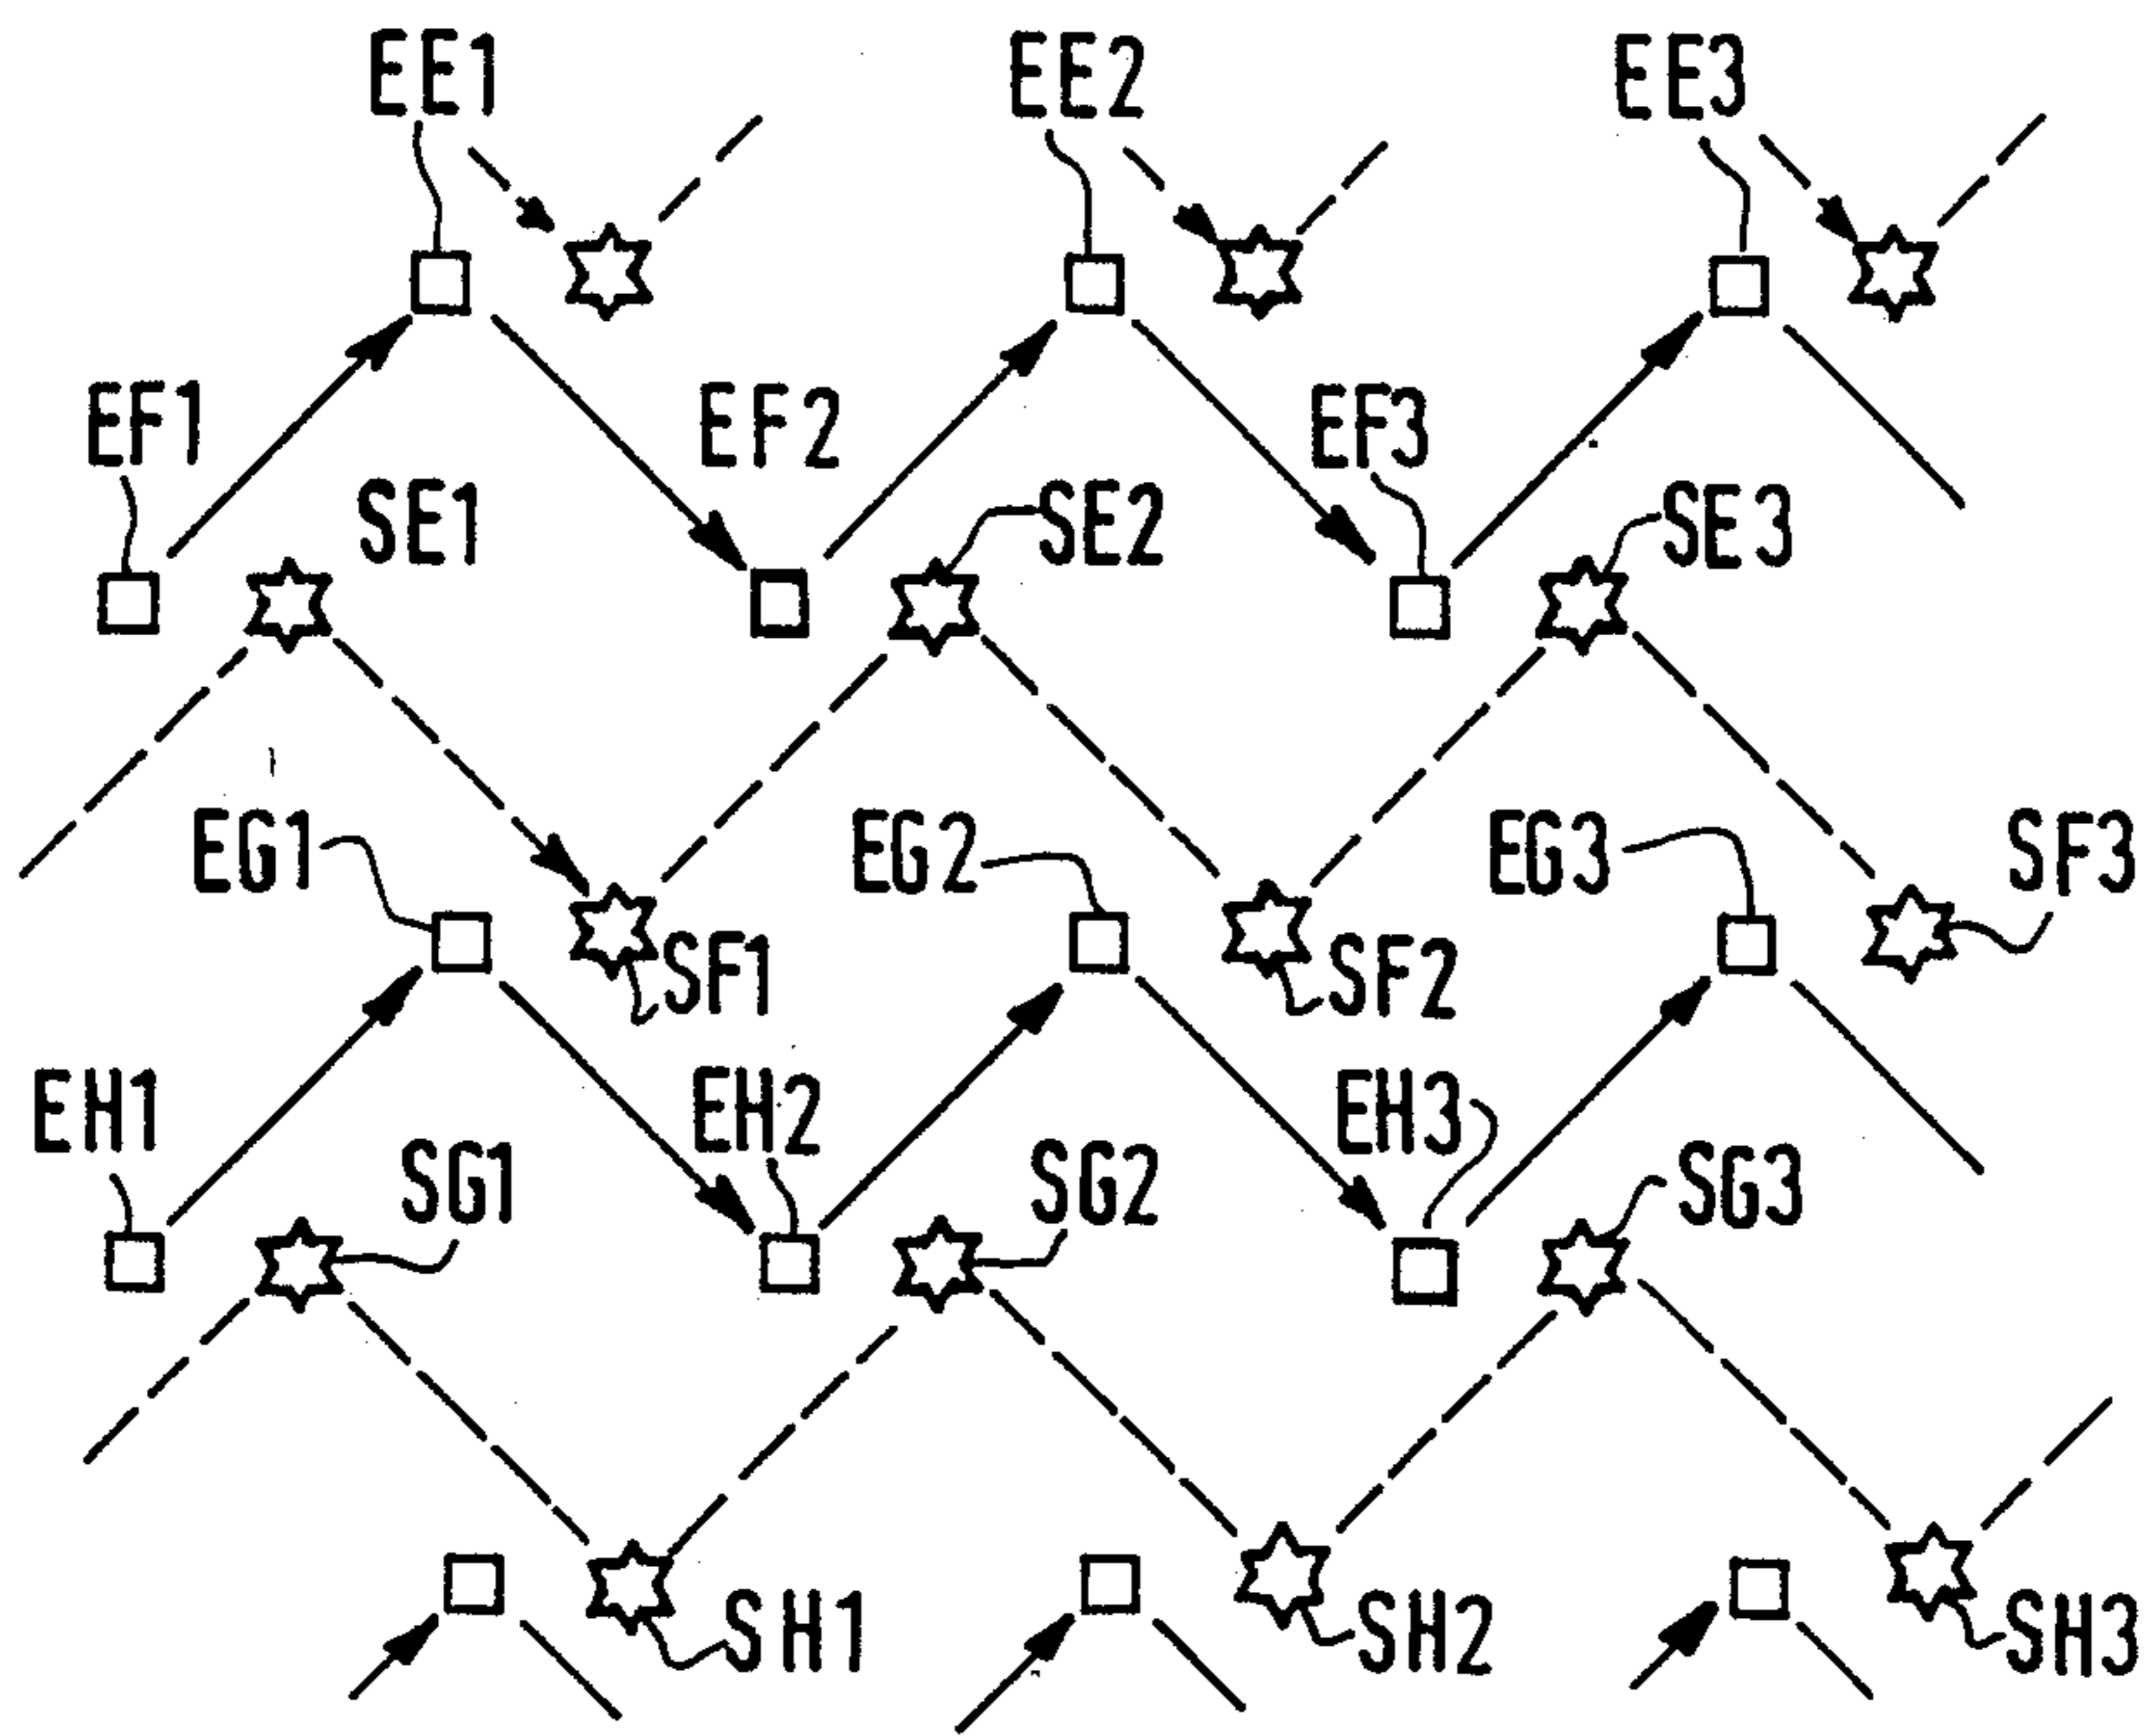 EE1 EE2 EE3
EF1 EF2 EF3
SE1 SE2 SE3
EG1 EG2 EG3 SF3
SF1 SF2
EH1 EH2 EH3
SG1 SG2 SG3
SH1 SH2 SH3